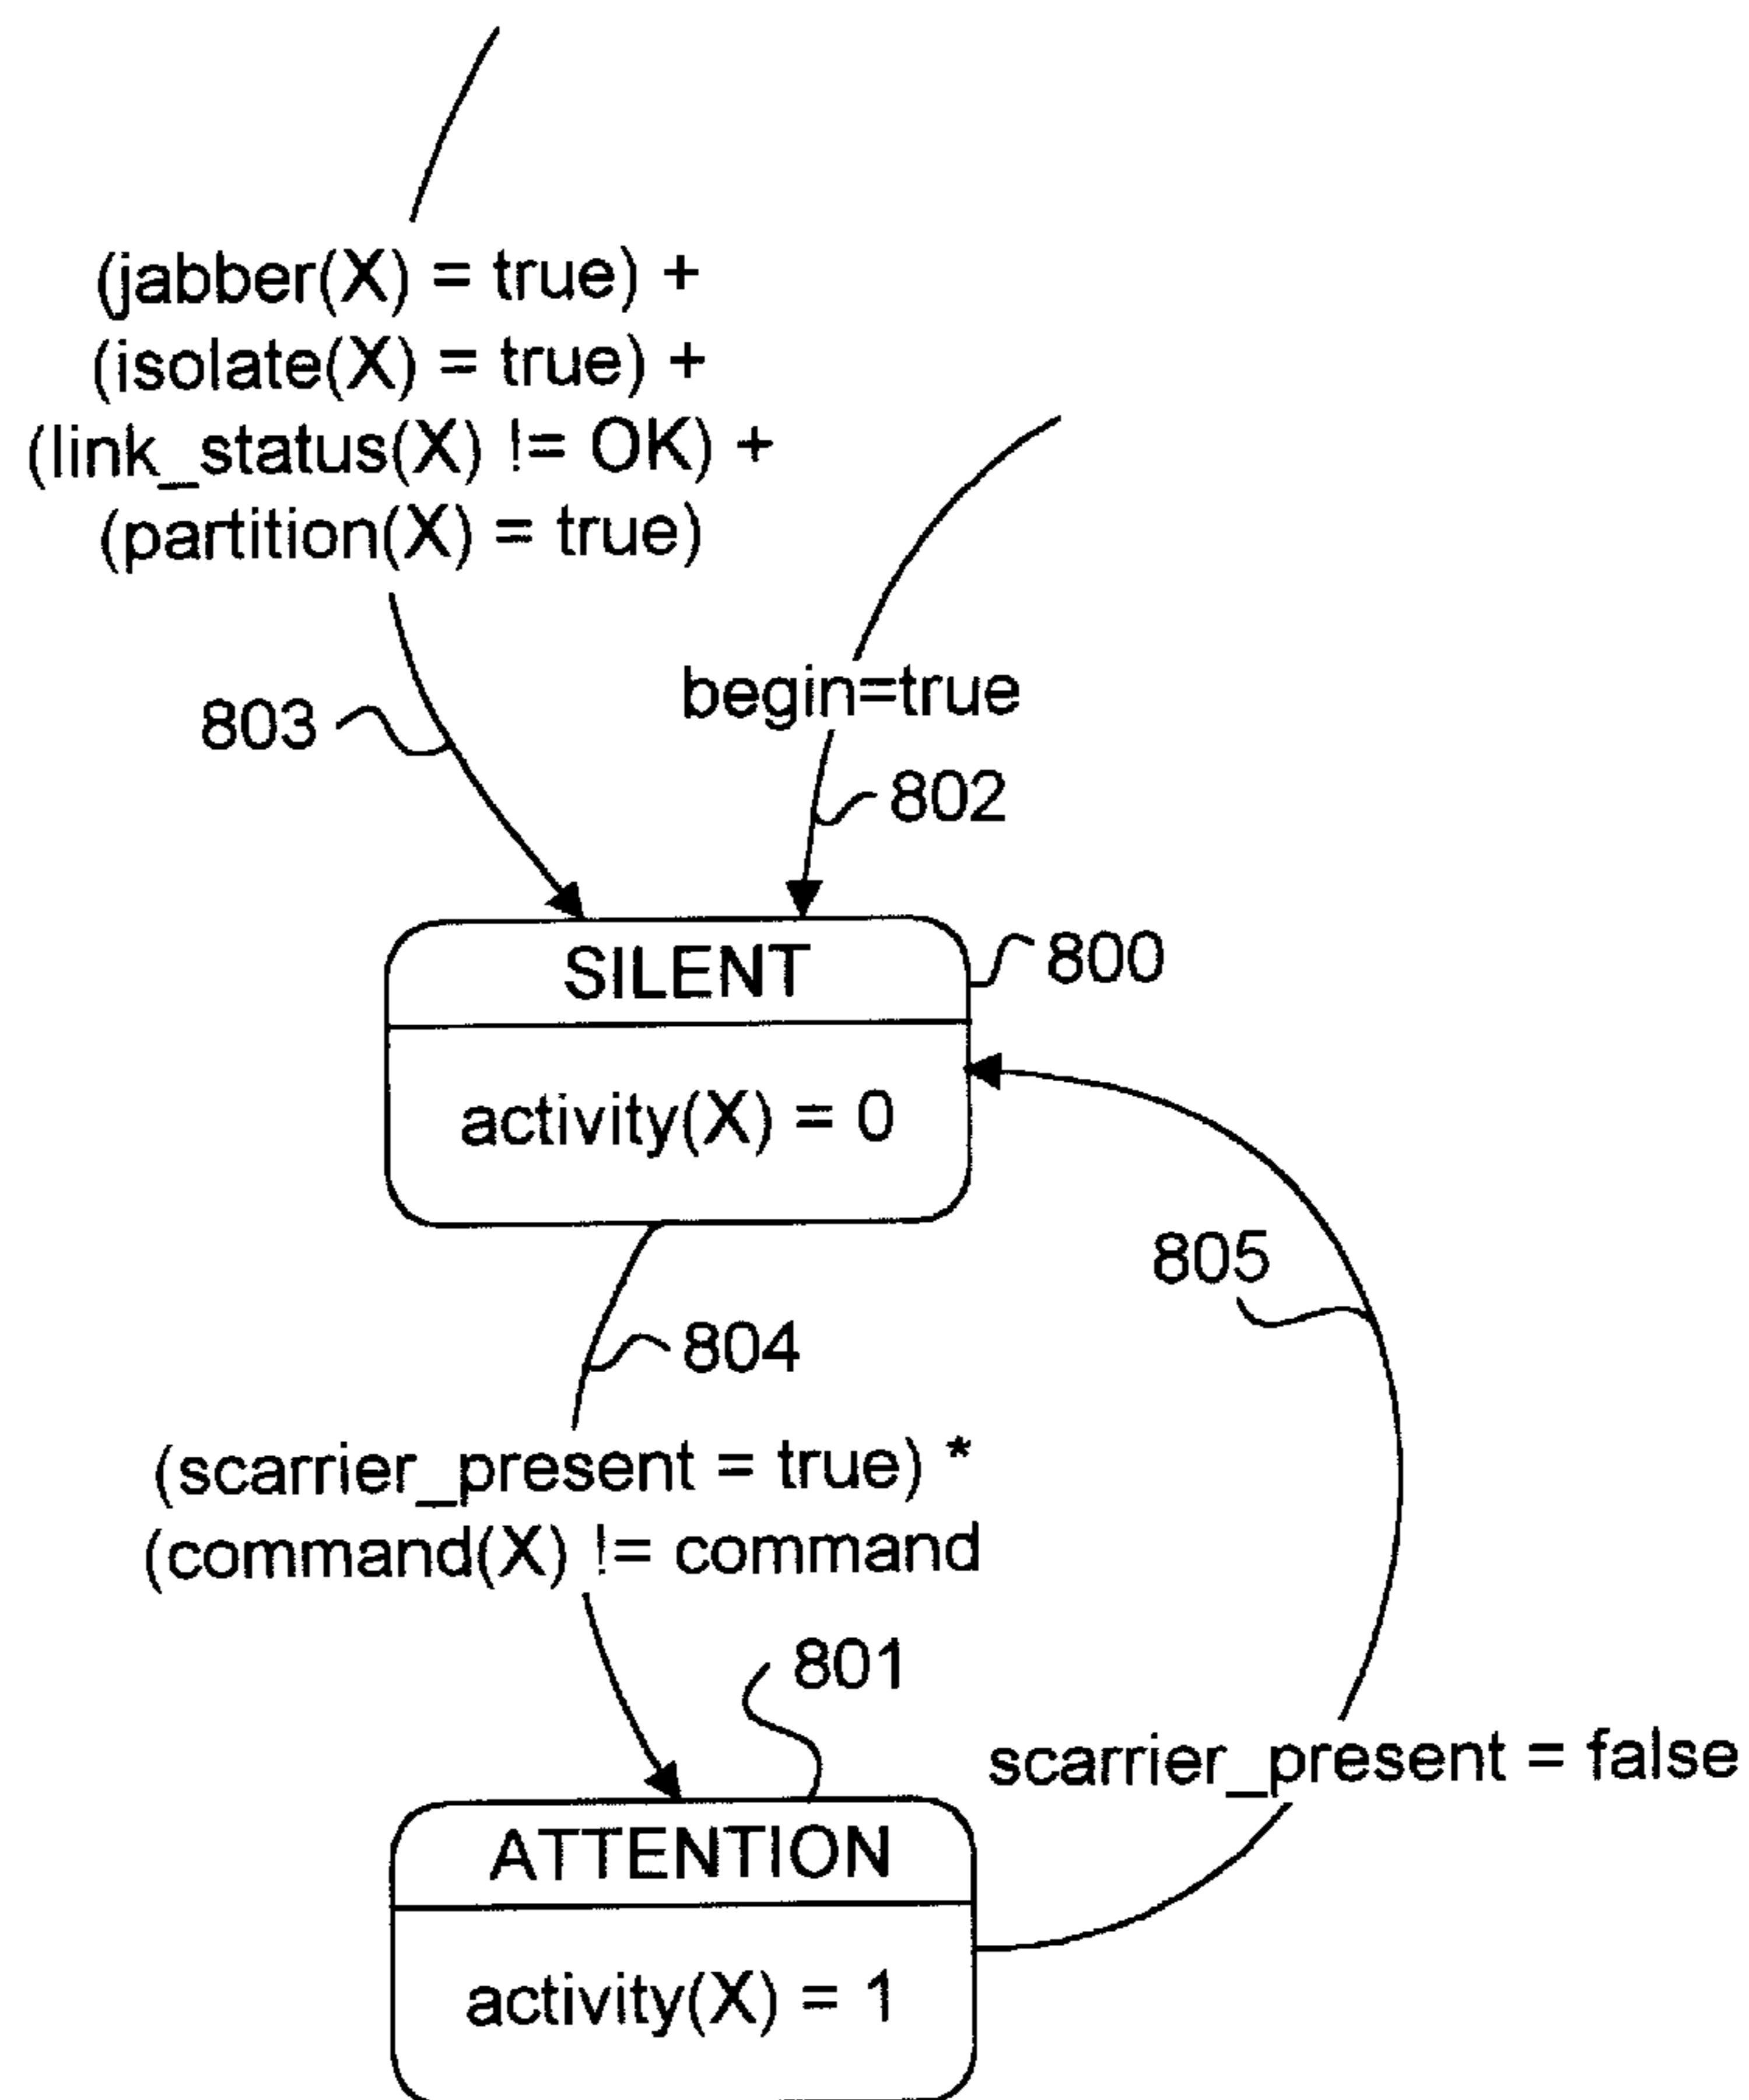 (jabber(X) = true) +
(isolate(X) = true) +
(link_status(X) != OK) +
(partition(X) = true)
803
begin=true
802
SILENT
800
activity(X) = 0
805
804
(scarrier_present = true) *
(command(X) != command
801
scarrier_present = false
ATTENTION
activity(X) = 1